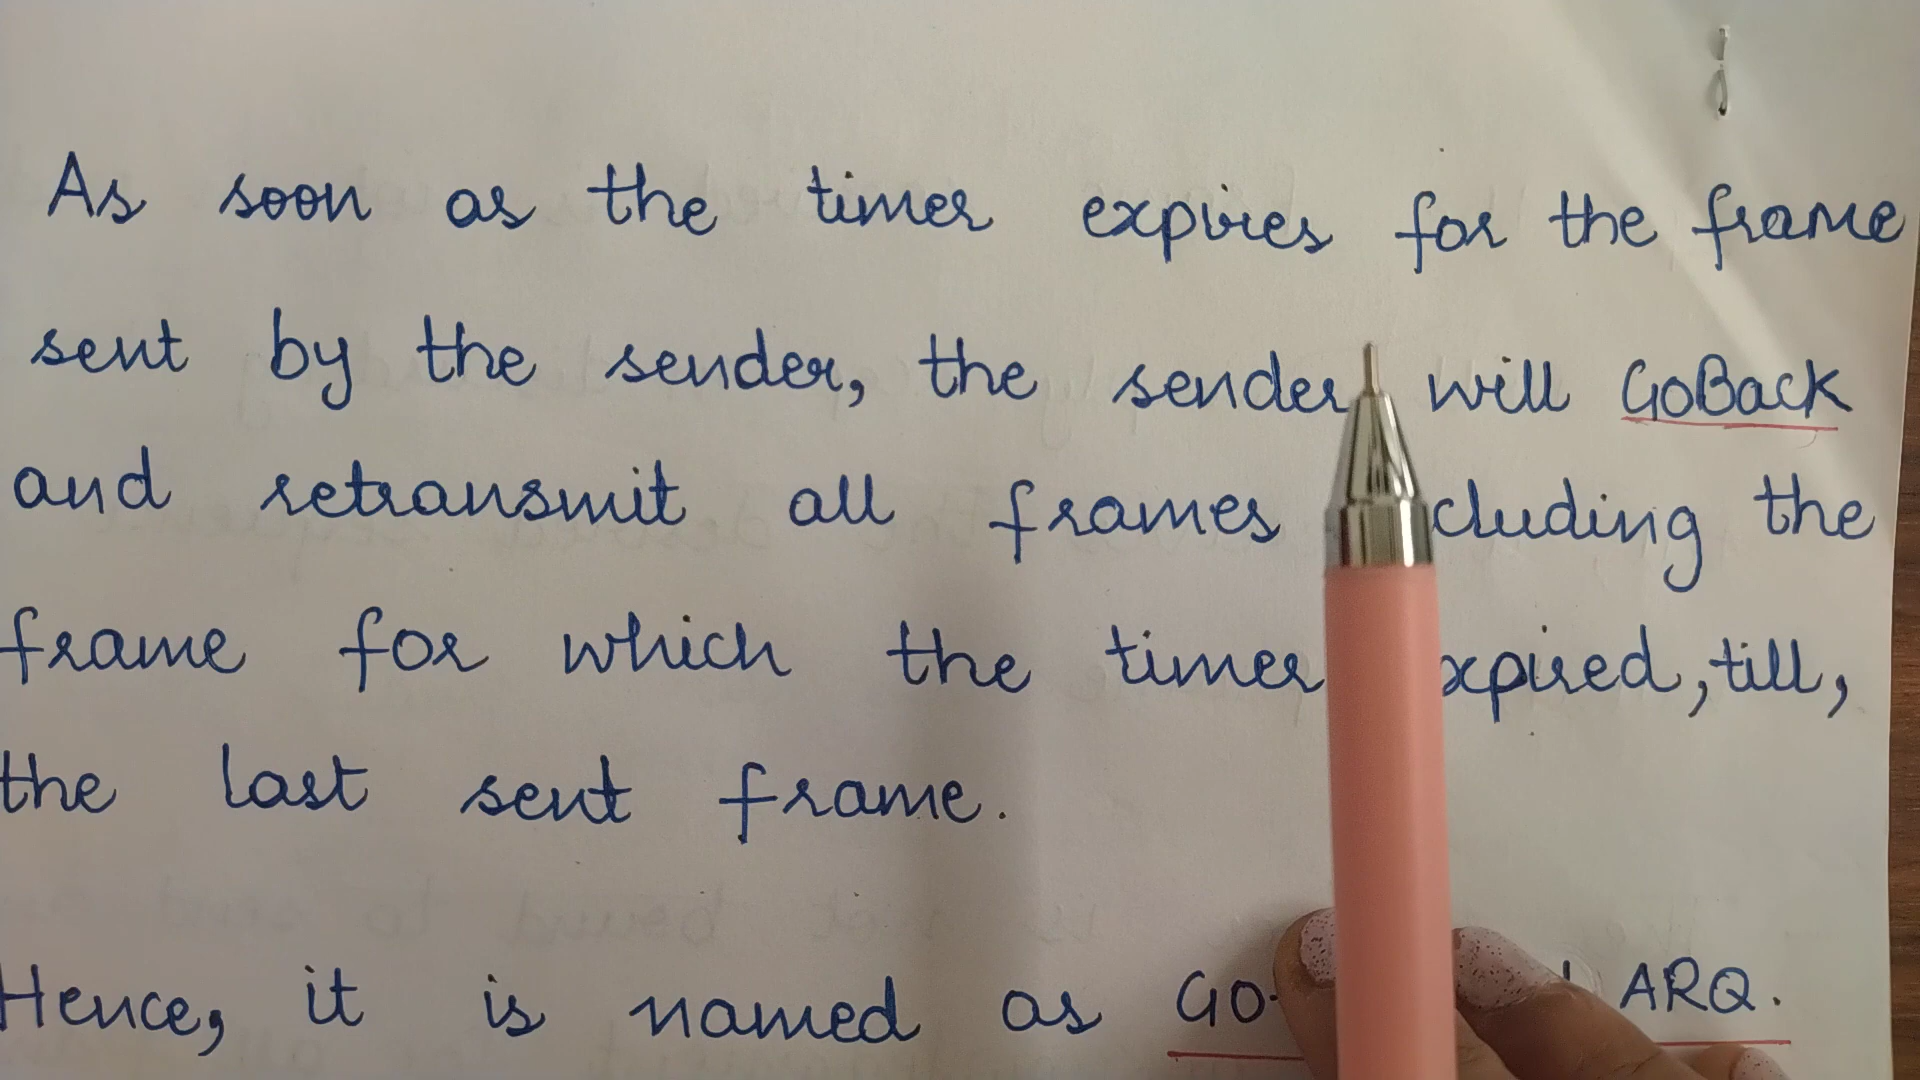 As soon as the timer expires for the frame
sent by the sender, the sender will GoBack
and retransmit all frames cluding the
frame for which the timer xpired, till,
the last sent frame.
Hence, it is named as GO- ARQ.